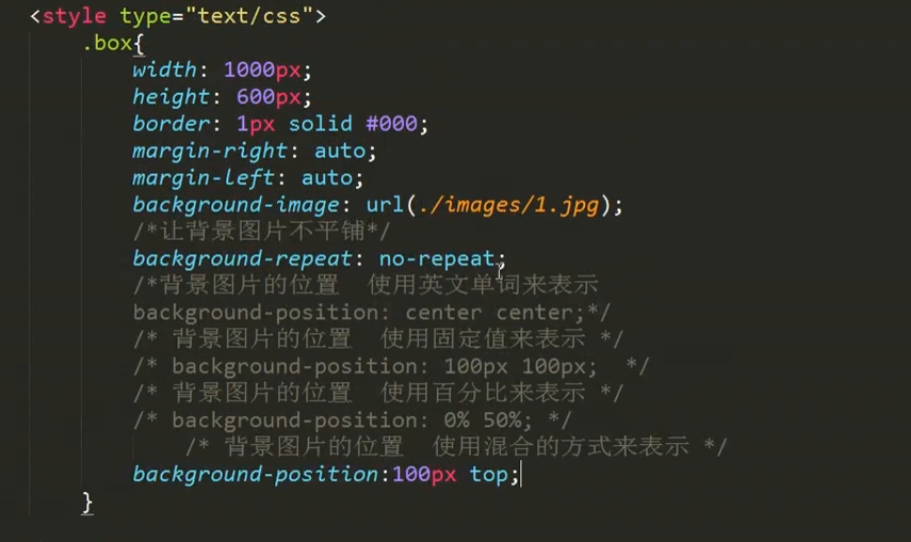 <style type="text/css">
.box{
width: 1000px;
height: 600px;
border: 1px solid #000;
margin-right: auto;
margin-left: auto;
background-image: url(./images/1.jpg);
/*让背景图片不平铺*/
background-repeat: no-repeat;
/*背景图片的位置  使用英文单词来表示
background-position: center center;*/
/* 背景图片的位置  使用固定值来表示 */
/* background-position: 100px 100px;  */
/* 背景图片的位置  使用百分比来表示 */
/* background-position: 0% 50%; */
/* 背景图片的位置  使用混合的方式来表示 */
background-position:100px top;
}